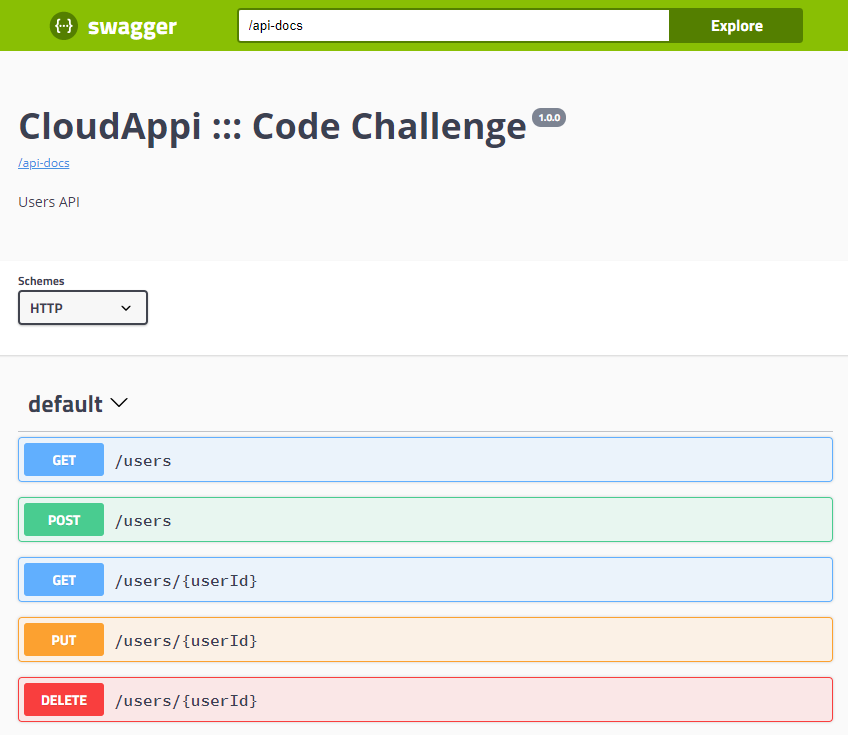 {··} swagger /api-docs Explore
CloudAppi ::: Code Challenge 1.0.0
/api-docs
Users API
Schemes
HTTP
default
GET /users
POST /users
GET /users/{userId}
PUT /users/{userId}
DELETE /users/{userId}